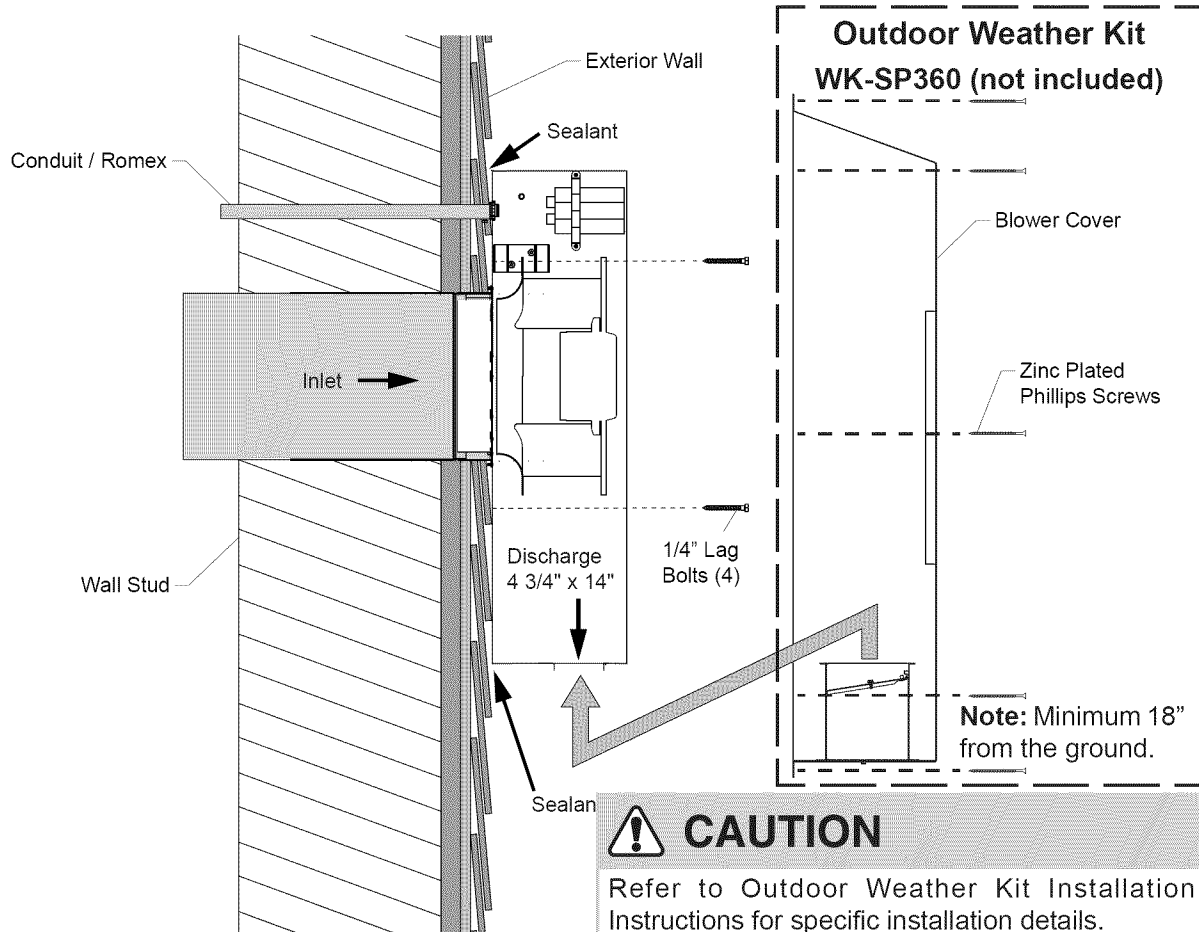 Outdoor Weather Kit
WK-SP360 (not included)
Exterior Wall
Sealant
Conduit / Romex
Blower Cover
Inlet
Zinc Plated
Phillips Screws
Discharge
4 3/4" x 14"
1/4” Lag
Bolts (4)
Wall Stud
Note: Minimum 18”
from the ground.
Sealan
CAUTION
Refer to Outdoor Weather Kit Installation
Instructions for specific installation details.